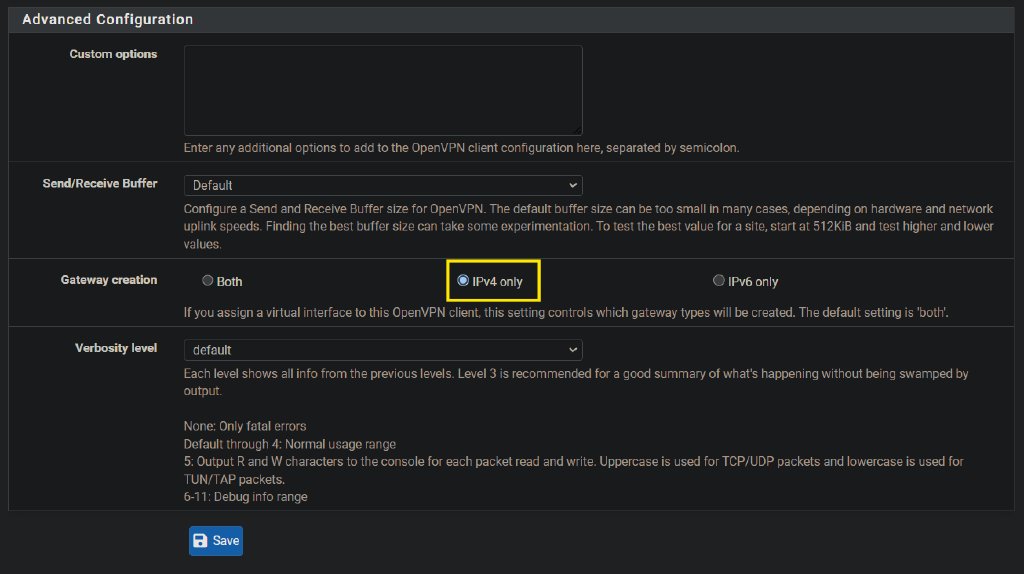 Advanced Configuration
Custom options
Enter any additional options to add to the OpenVPN client configuration here, separated by semicolon.
Send/Receive Buffer
Default
Configure a Send and Receive Buffer size for OpenVPN. The default buffer size can be too small in many cases, depending on hardware and network
uplink speeds. Finding the best buffer size can take some experimentation. To test the best value for a site, start at 512KiB and test higher and lower
values.
Gateway creation
Both
IPv4 only
IPv6 only
If you assign a virtual interface to this OpenVPN client, this setting controls which gateway types will be created. The default setting is 'both'.
Verbosity level
default
Each level shows all info from the previous levels. Level 3 is recommended for a good summary of what's happening without being swamped by
output.
None: Only fatal errors
Default through 4: Normal usage range
5: Output R and W characters to the console for each packet read and write. Uppercase is used for TCP/UDP packets and lowercase is used for
TUN/TAP packets.
6-11: Debug info range
Save